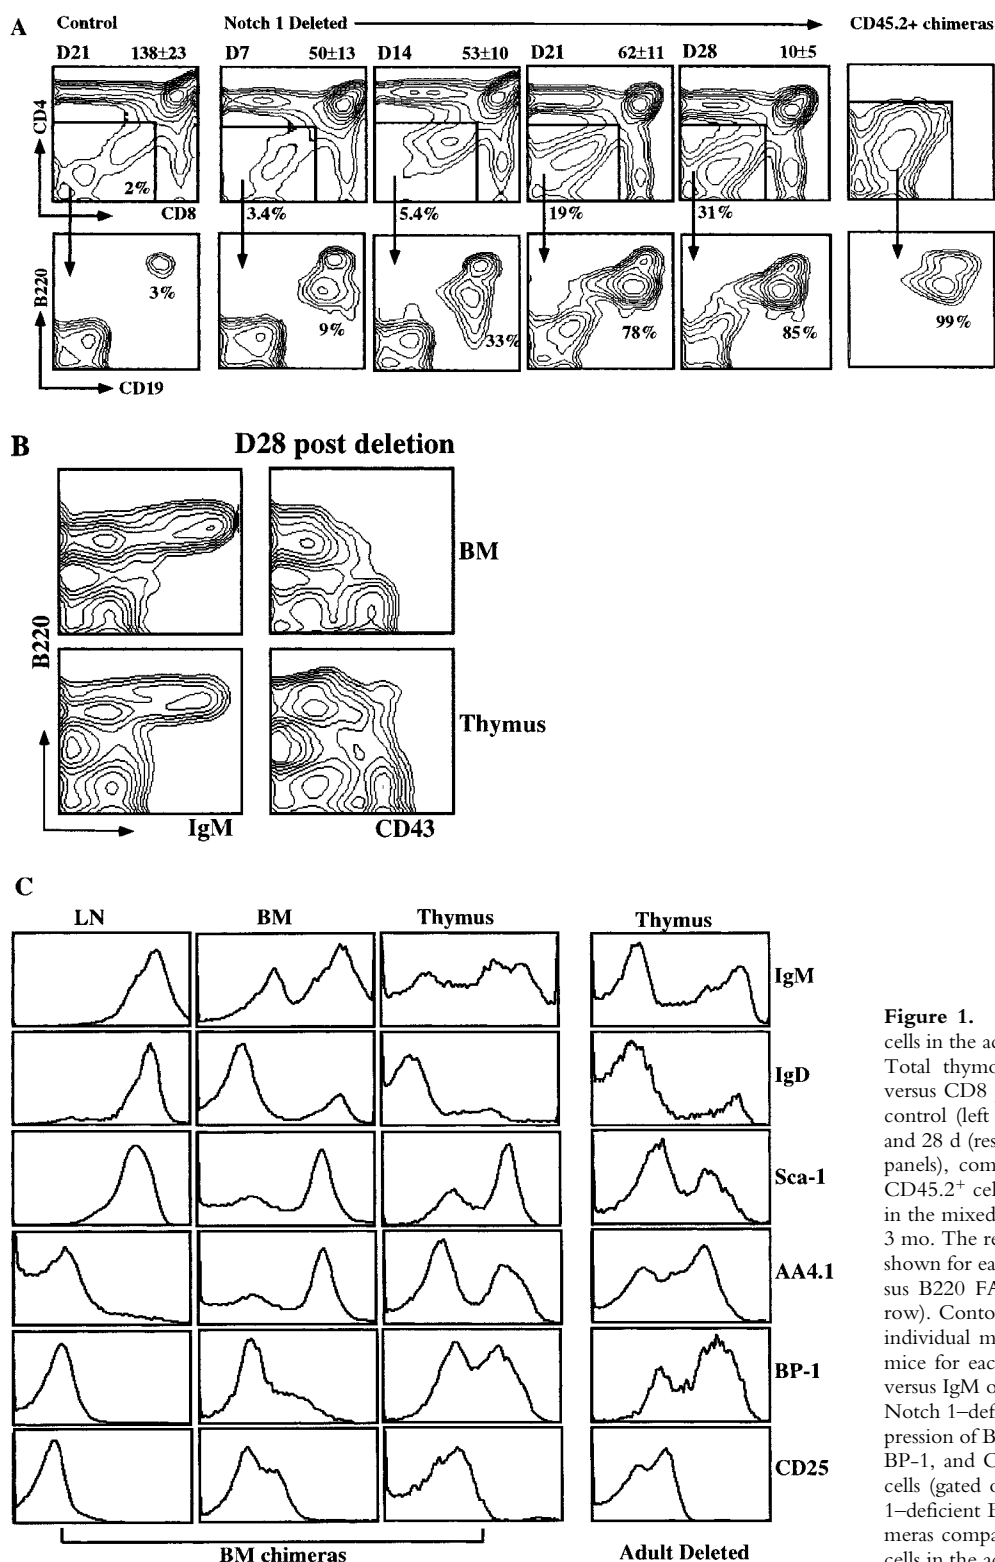 A
Control
Notch 1 Deleted
CD45.2+ chimeras
D21 138±23
D7 50±13
D14 53±10
D21 62±11
D28 10±5
CD4
2%
CD8
3.4%
5.4%
19%
31%
B220
3%
9%
33%
78%
85%
99%
CD19
B
D28 post deletion
BM
B220
Thymus
IgM
CD43
C
LN
BM
Thymus
Thymus
IgM
IgD
Sca-1
AA4.1
BP-1
CD25
BM chimeras
Adult Deleted
Figure 1.
cells in the ac
Total thymo
versus CD8
control (left
and 28 d (res
panels), com
CD45.2+ cel
in the mixed
3 mo. The re
shown for ea
sus B220 FA
row). Conto
individual m
mice for each
versus IgM o
Notch 1–defi
pression of B
BP-1, and C
cells (gated c
1–deficient B
meras compa
cells in the ac